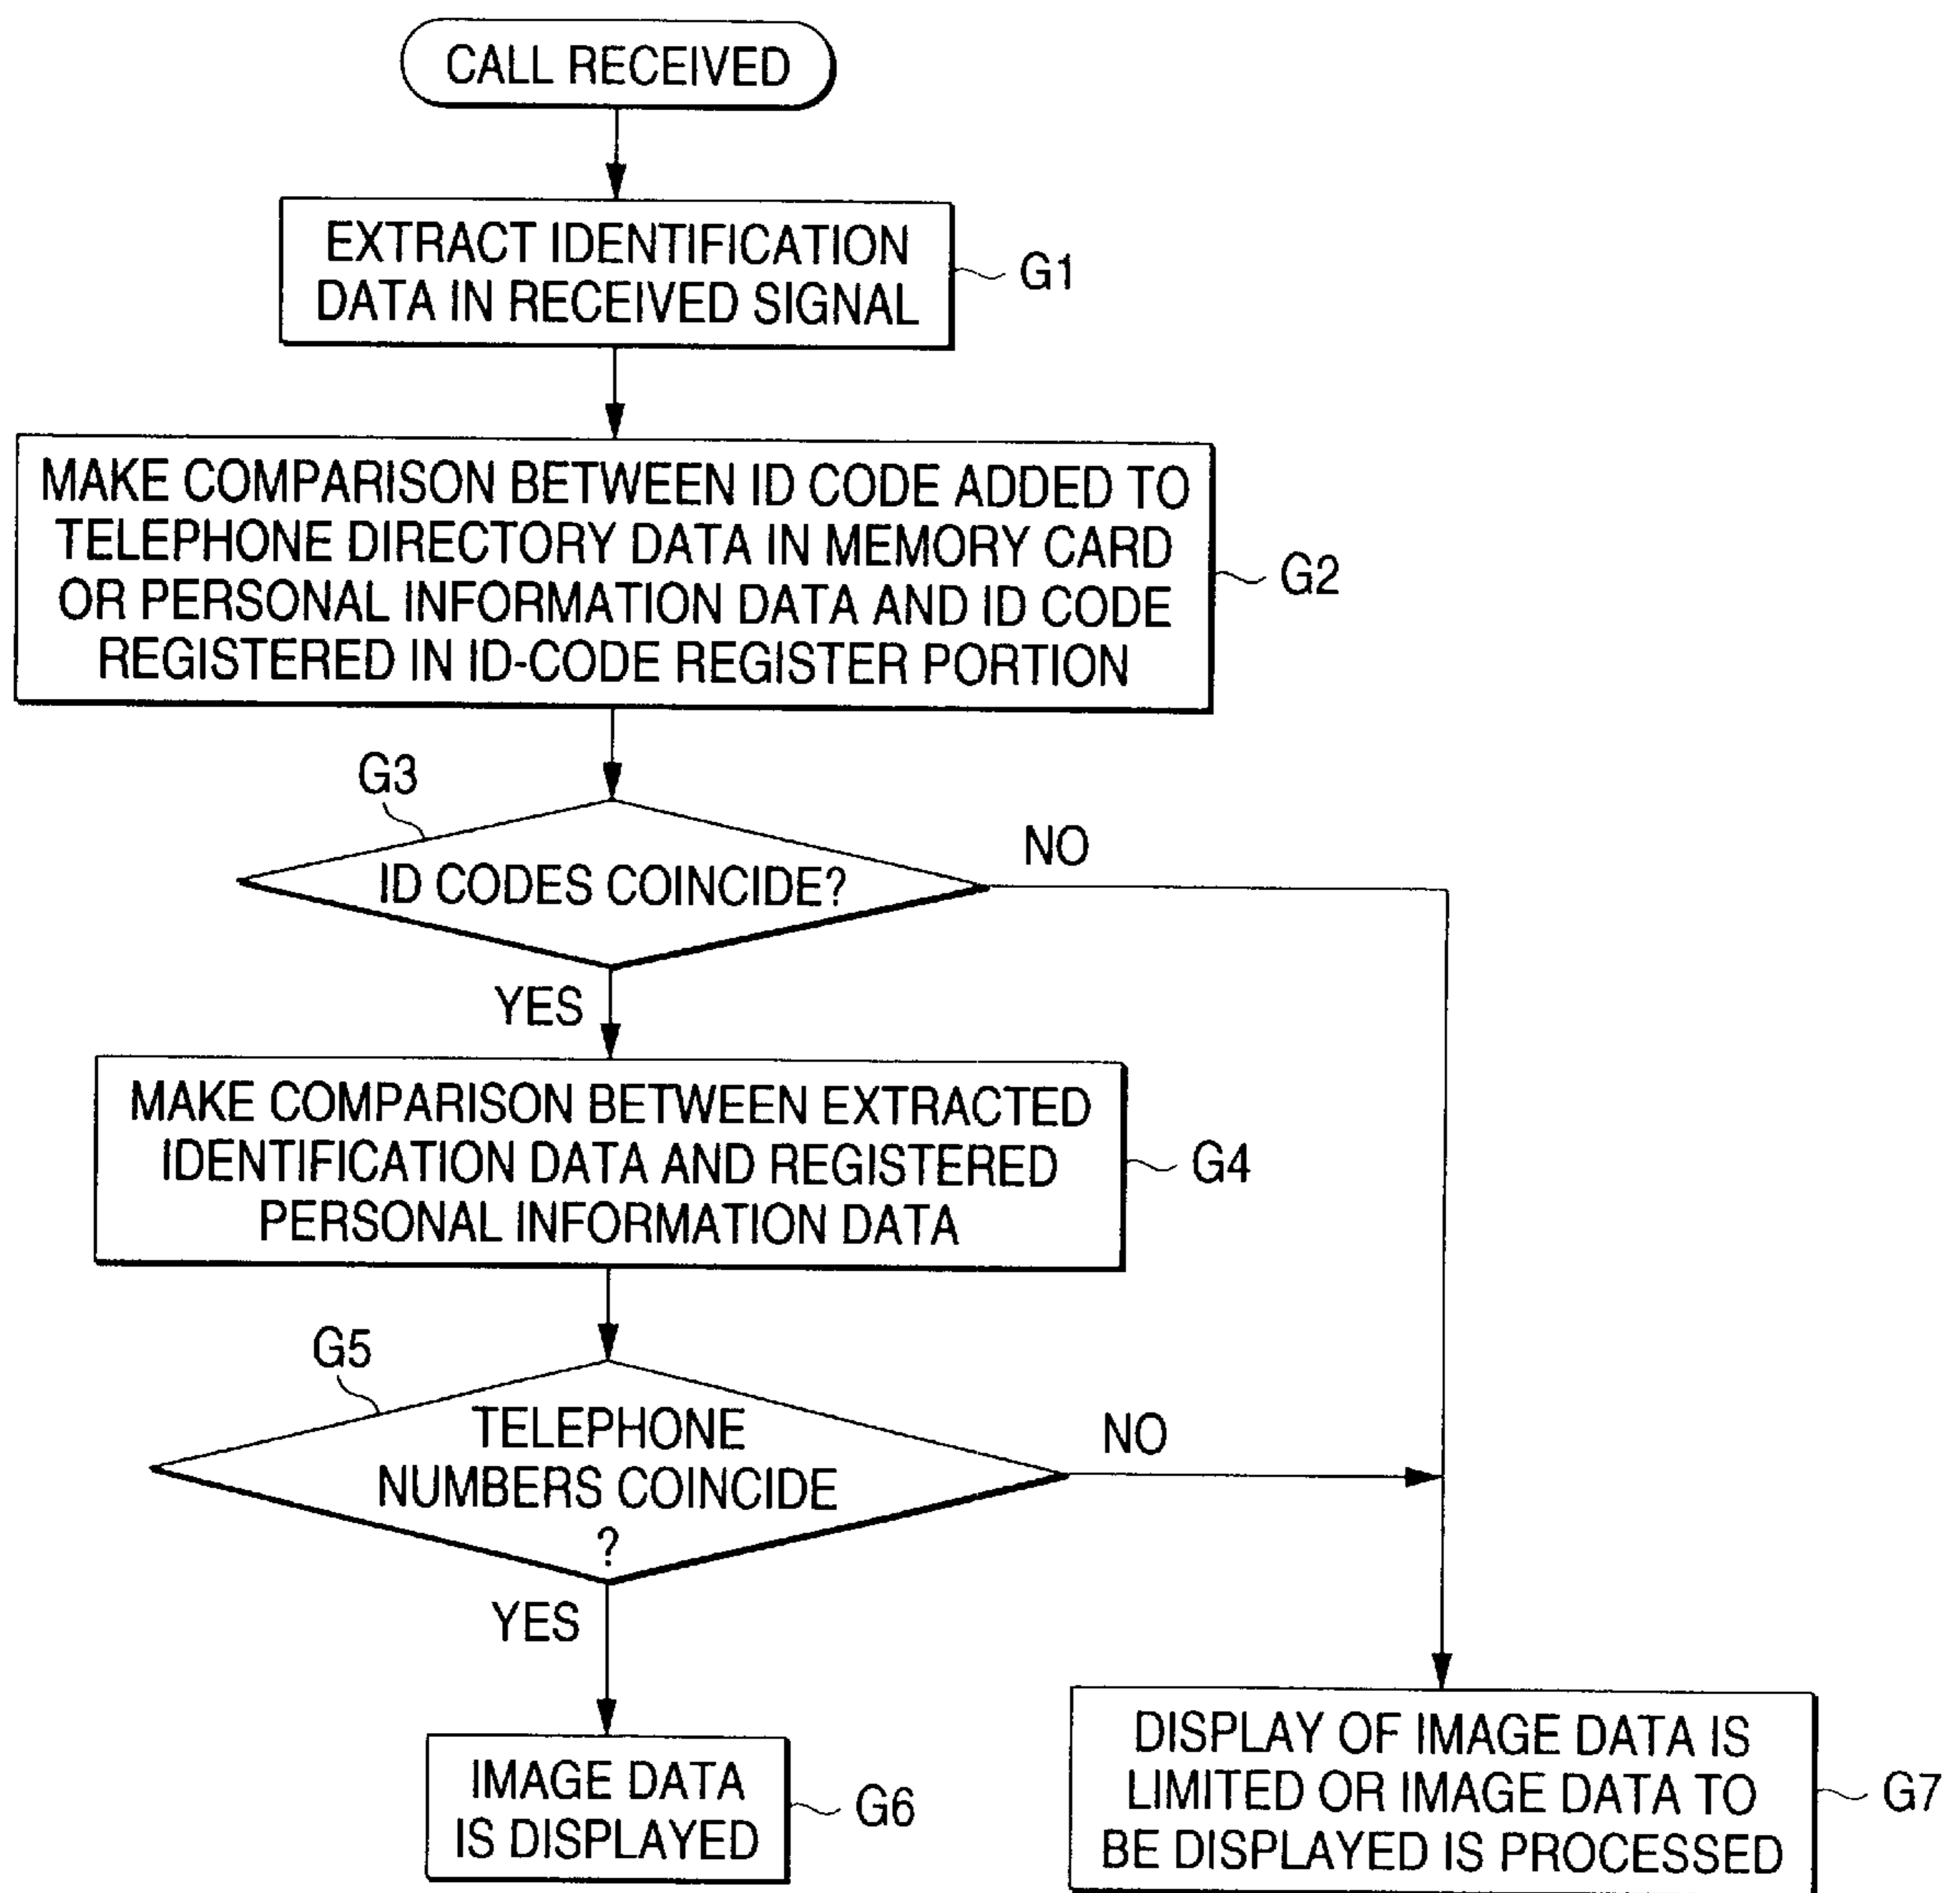 CALL RECEIVED
EXTRACT IDENTIFICATION
DATA IN RECEIVED SIGNAL
G1
MAKE COMPARISON BETWEEN ID CODE ADDED TO
TELEPHONE DIRECTORY DATA IN MEMORY CARD
OR PERSONAL INFORMATION DATA AND ID CODE
REGISTERED IN ID-CODE REGISTER PORTION
G2
G3
ID CODES COINCIDE?
NO
YES
MAKE COMPARISON BETWEEN EXTRACTED
IDENTIFICATION DATA AND REGISTERED
PERSONAL INFORMATION DATA
G4
G5
TELEPHONE
NUMBERS COINCIDE
?
NO
YES
IMAGE DATA
IS DISPLAYED
G6
DISPLAY OF IMAGE DATA IS
LIMITED OR IMAGE DATA TO
BE DISPLAYED IS PROCESSED
G7